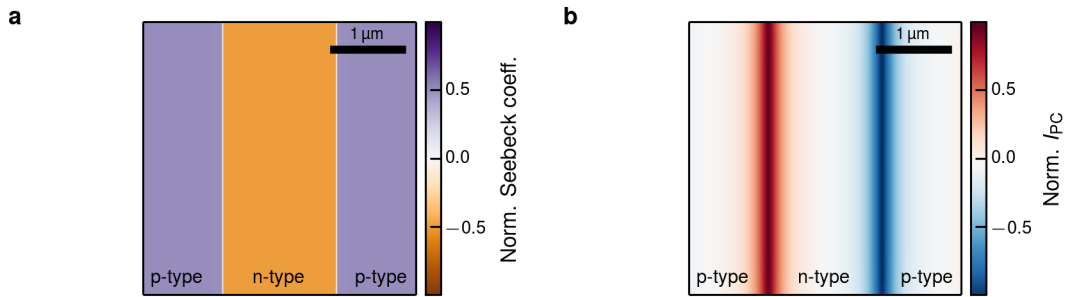 a
1 µm
p-type
n-type
p-type
0.5
0.0
−0.5
Norm. Seebeck coeff.
b
1 µm
p-type
n-type
p-type
0.5
0.0
−0.5
Norm. I_PC